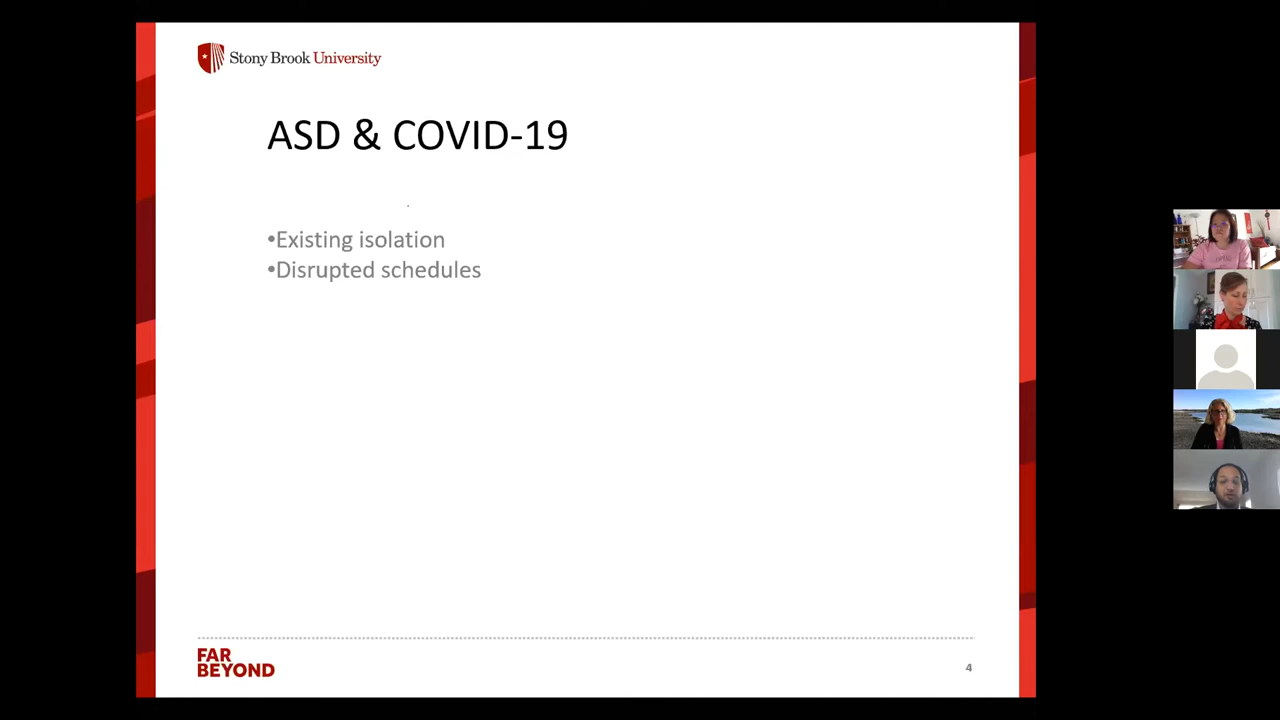 Stony Brook University
ASD & COVID-19
•Existing isolation
•Disrupted schedules
FAR
BEYOND
4